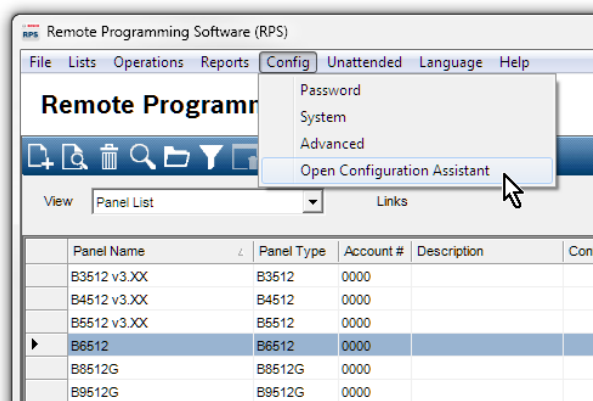 RPS Remote Programming Software (RPS)
File Lists Operations Reports Config Unattended Language Help
Remote Programm
Password
System
Advanced
Open Configuration Assistant
View Panel List Links
Panel Name Panel Type Account # Description Con
B3512 v3.XX B3512 0000
B4512 v3.XX B4512 0000
B5512 v3.XX B5512 0000
B6512 B6512 0000
B8512G B8512G 0000
B9512G B9512G 0000